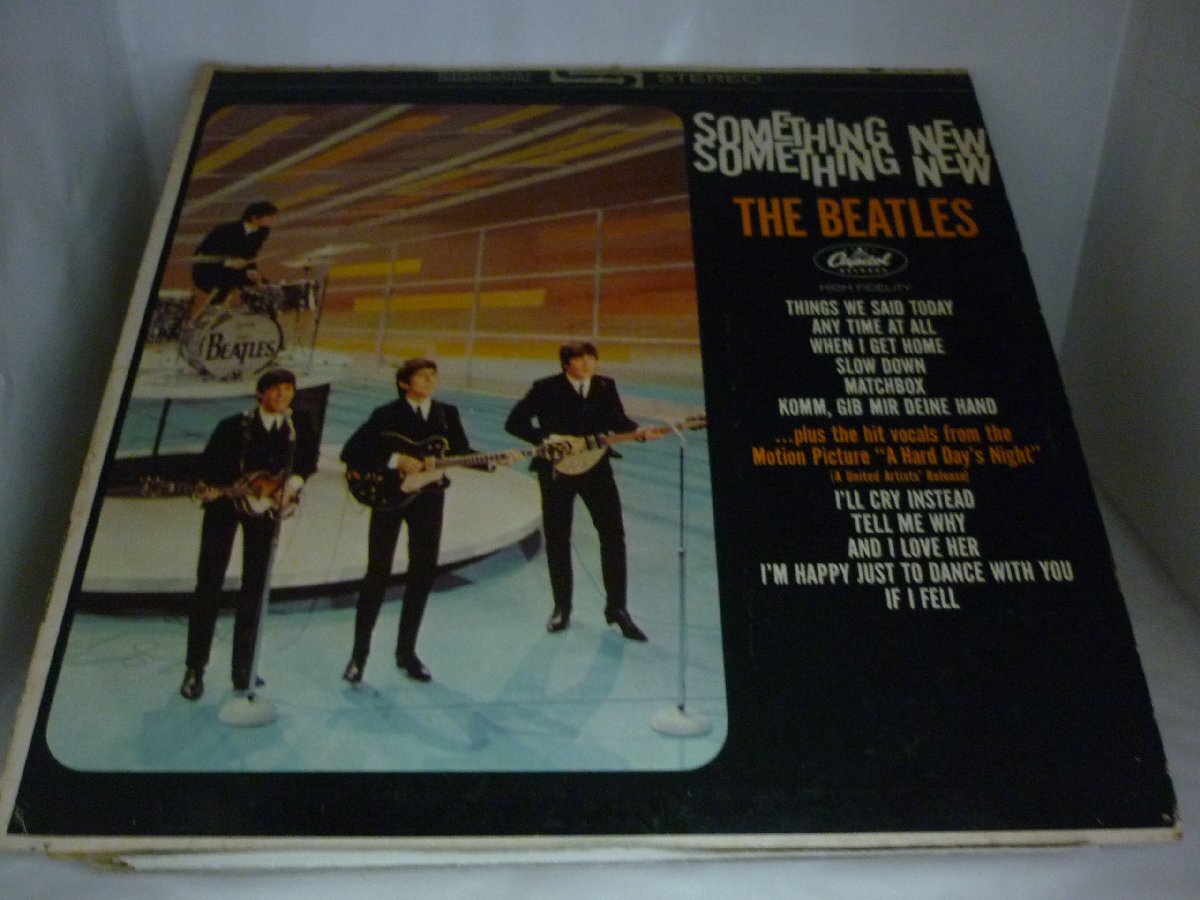 STEREO
SOMETHING NEW
SOMETHING NEW
THE BEATLES
Capitol
RECORDS
HIGH FIDELITY
THINGS WE SAID TODAY
ANY TIME AT ALL
WHEN I GET HOME
SLOW DOWN
MATCHBOX
KOMM, GIB MIR DEINE HAND
...plus the hit vocals from the
Motion Picture "A Hard Day's Night"
(A United Artists' Release)
I'LL CRY INSTEAD
TELL ME WHY
AND I LOVE HER
I'M HAPPY JUST TO DANCE WITH YOU
IF I FELL
THE BEATLES